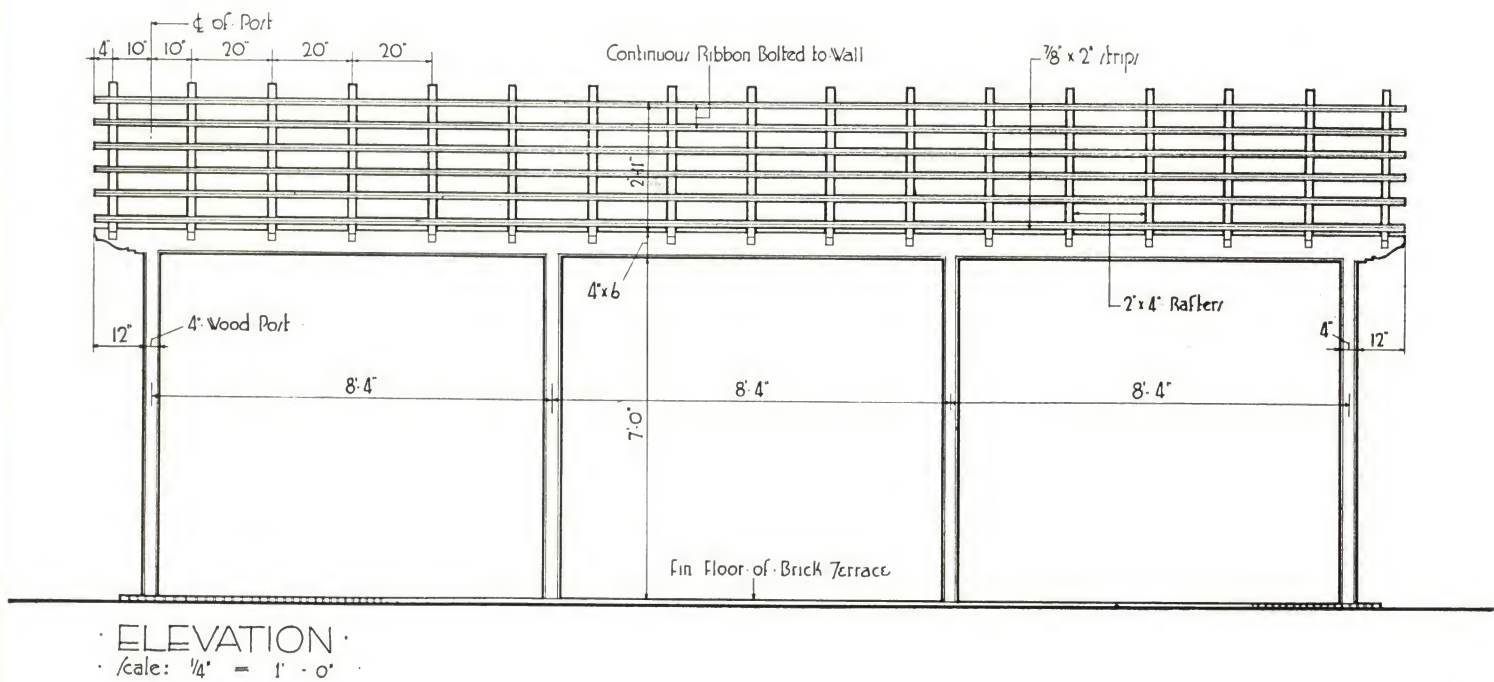 ℄ of Post
4" 10" 10" 20" 20" 20"
Continuous Ribbon Bolted to Wall
⅞" x 2" strips
2'-11"
4" x 6
2" x 4" Rafters
12"
4" Wood Post
4"
12"
8'-4"
8'-4"
8'-4"
7'-0"
Fin Floor of Brick Terrace
· ELEVATION ·
· Scale: ¼" = 1' - 0" ·